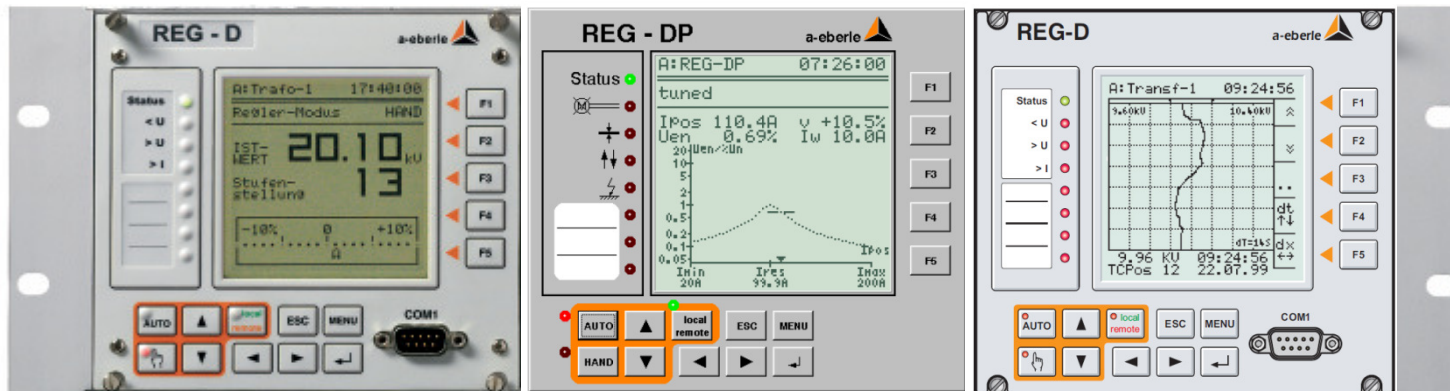 REG - D
a-eberle
Status
< U
> U
> I
A:Trafo-1 17:40:00
Regler-Modus HAND
IST-
WERT 20.10 kV
Stufen-
stellung 13
-10% 0 +10%
A
F1
F2
F3
F4
F5
AUTO
local
remote
ESC
MENU
COM1
REG - DP
a-eberle
Status
M
A:REG-DP 07:26:00
tuned
Ipos 110.4A v +10.5%
Uen 0.69% Iw 10.0A
20 Uen/%Un
10
5
2
1
0.5
0.2
0.1
0.05
Ipos
Imin Ires Imax
20A 99.9A 200A
F1
F2
F3
F4
F5
AUTO
local
remote
ESC
MENU
HAND
REG-D
a-eberle
Status
< U
> U
> I
A:Transf-1 09:24:56
9.60kV 10.40kV
dt
dT=14S
dx
9.96 KV 09:24:56
TCPos 12 22.07.99
F1
F2
F3
F4
F5
AUTO
local
remote
ESC
MENU
COM1